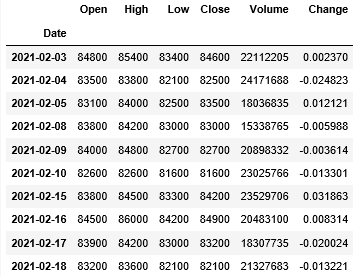 Open High Low Close Volume Change
Date
2021-02-03 84800 85400 83400 84600 22112205 0.002370
2021-02-04 83500 83800 82100 82500 24171688 -0.024823
2021-02-05 83100 84000 82500 83500 18036835 0.012121
2021-02-08 83800 84200 83000 83000 15338765 -0.005988
2021-02-09 84000 84800 82700 82700 20898332 -0.003614
2021-02-10 82600 82600 81600 81600 23025766 -0.013301
2021-02-15 83800 84500 83300 84200 23529706 0.031863
2021-02-16 84500 86000 84200 84900 20483100 0.008314
2021-02-17 83900 84200 83000 83200 18307735 -0.020024
2021-02-18 83200 83600 82100 82100 21327683 -0.013221